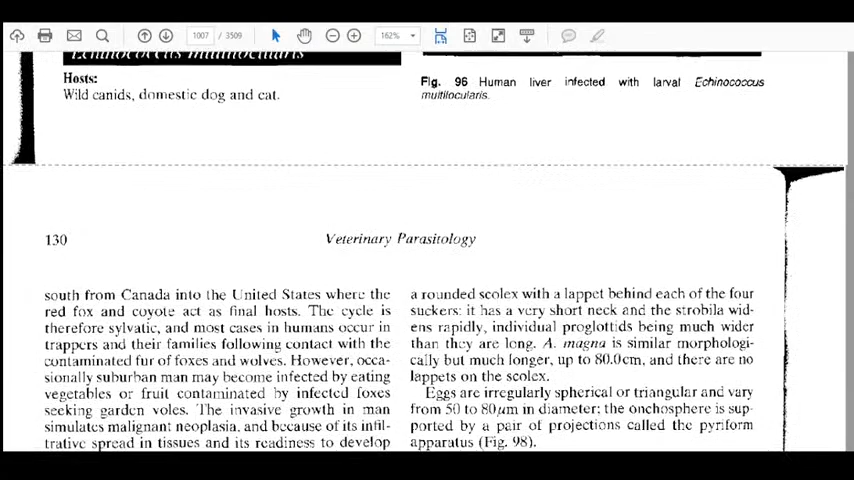 1007 / 3509
162%
Echinococcus multilocularis
Hosts:
Wild canids, domestic dog and cat.
Fig. 96 Human liver infected with larval Echinococcus
multilocularis.
130
Veterinary Parasitology
south from Canada into the United States where the
red fox and coyote act as final hosts. The cycle is
therefore sylvatic, and most cases in humans occur in
trappers and their families following contact with the
contaminated fur of foxes and wolves. However, occa-
sionally suburban man may become infected by eating
vegetables or fruit contaminated by infected foxes
seeking garden voles. The invasive growth in man
simulates malignant neoplasia, and because of its infil-
trative spread in tissues and its readiness to develop
a rounded scolex with a lappet behind each of the four
suckers: it has a very short neck and the strobila wid-
ens rapidly, individual proglottids being much wider
than they are long. A. magna is similar morphologi-
cally but much longer, up to 80.0cm, and there are no
lappets on the scolex.
Eggs are irregularly spherical or triangular and vary
from 50 to 80μm in diameter: the onchosphere is sup-
ported by a pair of projections called the pyriform
apparatus (Fig. 98).